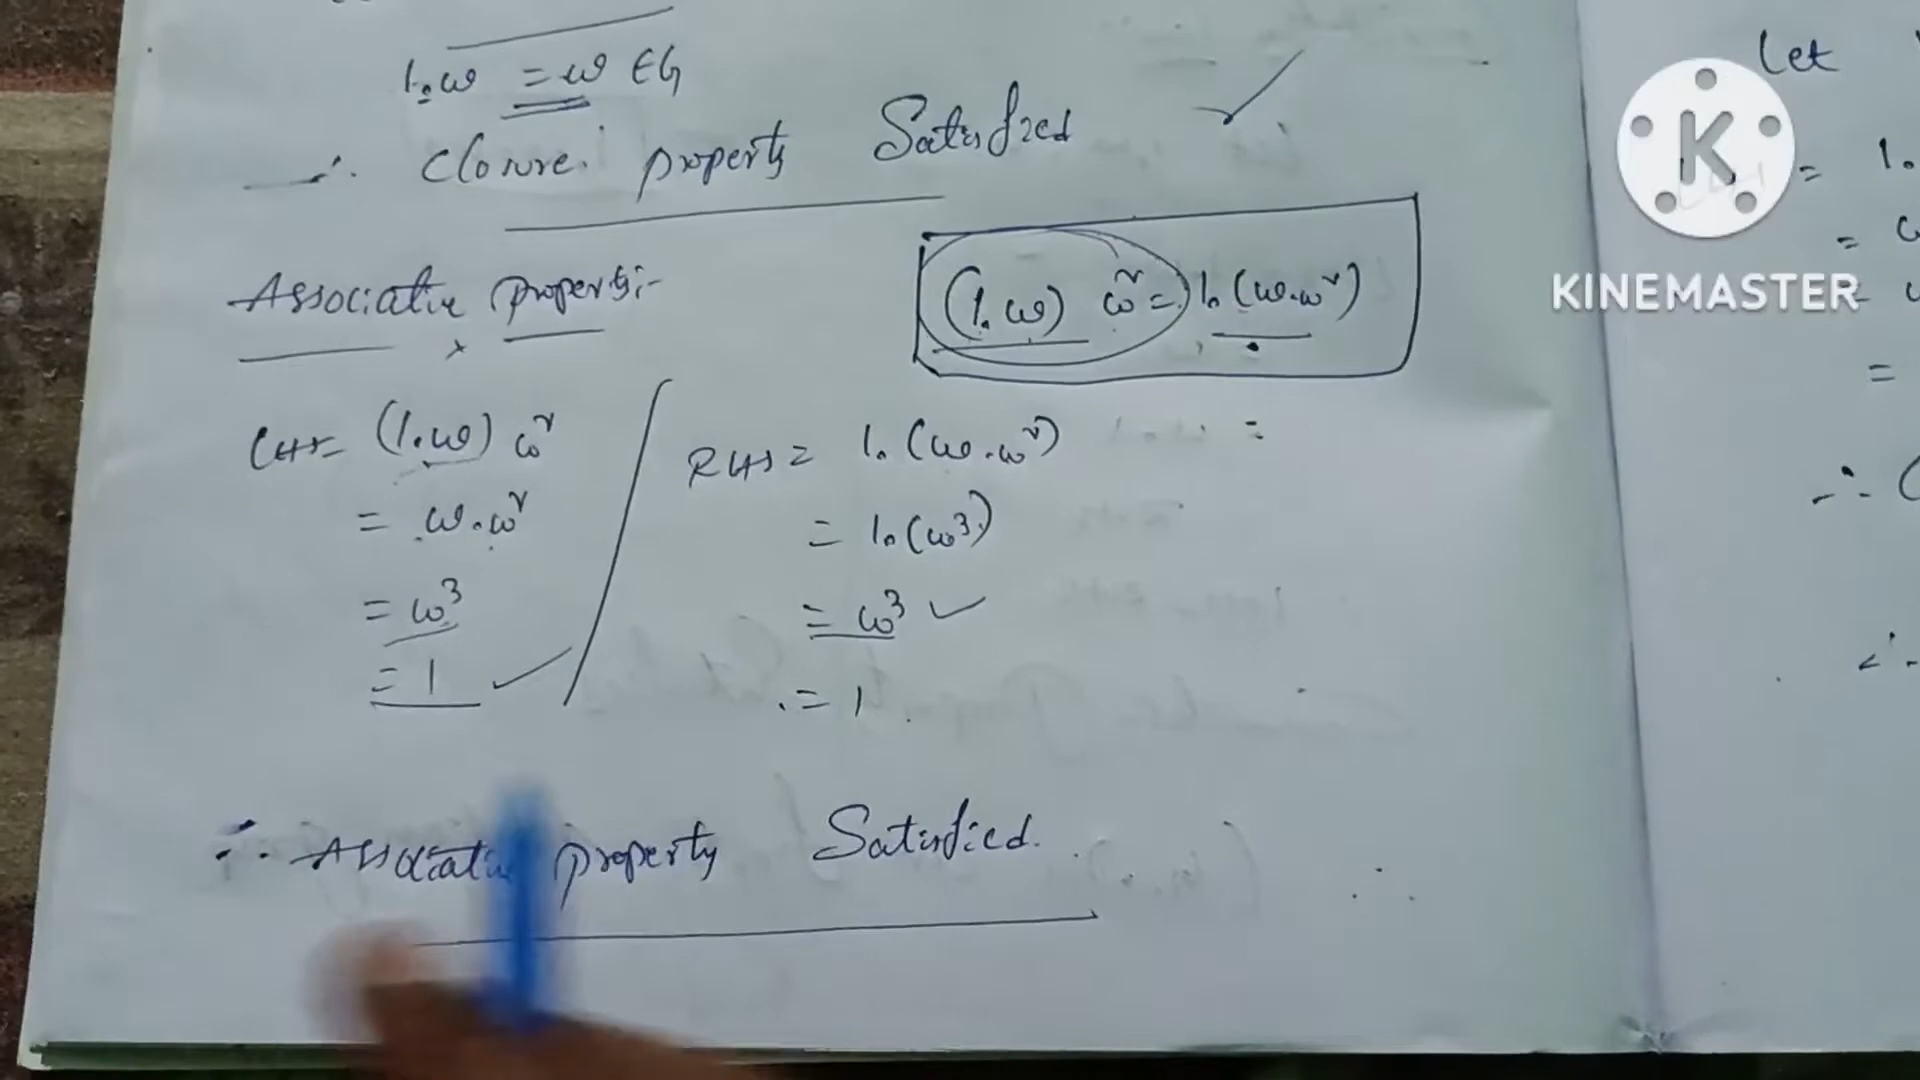 1.ω = ω ∈ G
∴ Closure property Satisfied ✓
Associative property:-
(1.ω) ω² = 1.(ω.ω²)
LHS = (1.ω) ω²
= ω.ω²
= ω³
= 1 ✓
RHS = 1.(ω.ω²)
= 1.(ω³)
= ω³ ✓
= 1
=
∴ Associative property Satisfied.
Let
= 1.
=
=
∴
∴
K
KINEMASTER